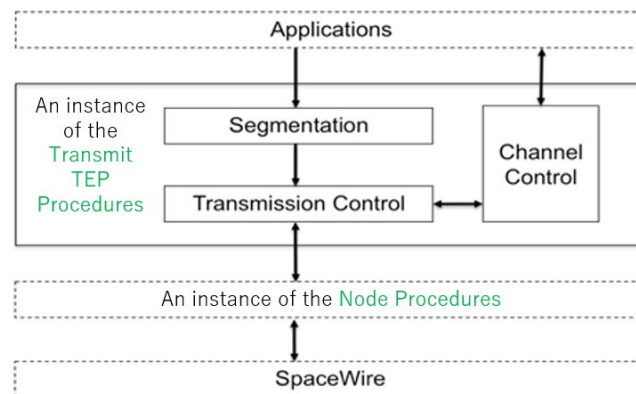 Applications
An instance
of the
Transmit
TEP
Procedures
Segmentation
Transmission Control
Channel
Control
An instance of the Node Procedures
SpaceWire